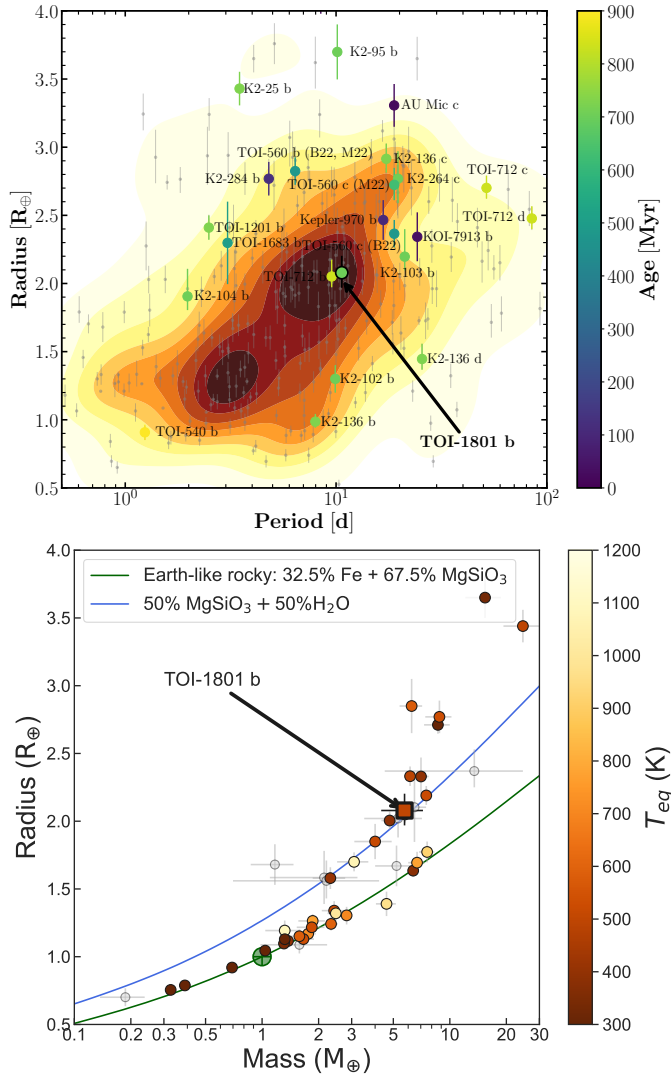 4.0
3.5
3.0
2.5
2.0
1.5
1.0
0.5
Radius [R⊕]
10⁰
10¹
10²
Period [d]
K2-95 b
K2-25 b
AU Mic c
TOI-560 b (B22, M22)
K2-136 c
TOI-712 c
K2-284 b
TOI-560 c (M22)
K2-264 c
Kepler-970 b
TOI-712 d
TOI-1201 b
TOI-1683 b
TOI-560 c (B22)
KOI-7913 b
TOI-712 b
K2-103 b
K2-104 b
K2-136 d
K2-102 b
K2-136 b
TOI-540 b
TOI-1801 b
900
800
700
600
500
400
300
200
100
0
Age [Myr]
4.0
3.5
3.0
2.5
2.0
1.5
1.0
0.5
Radius (R⊕)
Earth-like rocky: 32.5% Fe + 67.5% MgSiO₃
50% MgSiO₃ + 50%H₂O
TOI-1801 b
0.1
0.2
0.5
1
2
3
5
10
20
30
Mass (M⊕)
1200
1100
1000
900
800
700
600
500
400
300
T_eq (K)